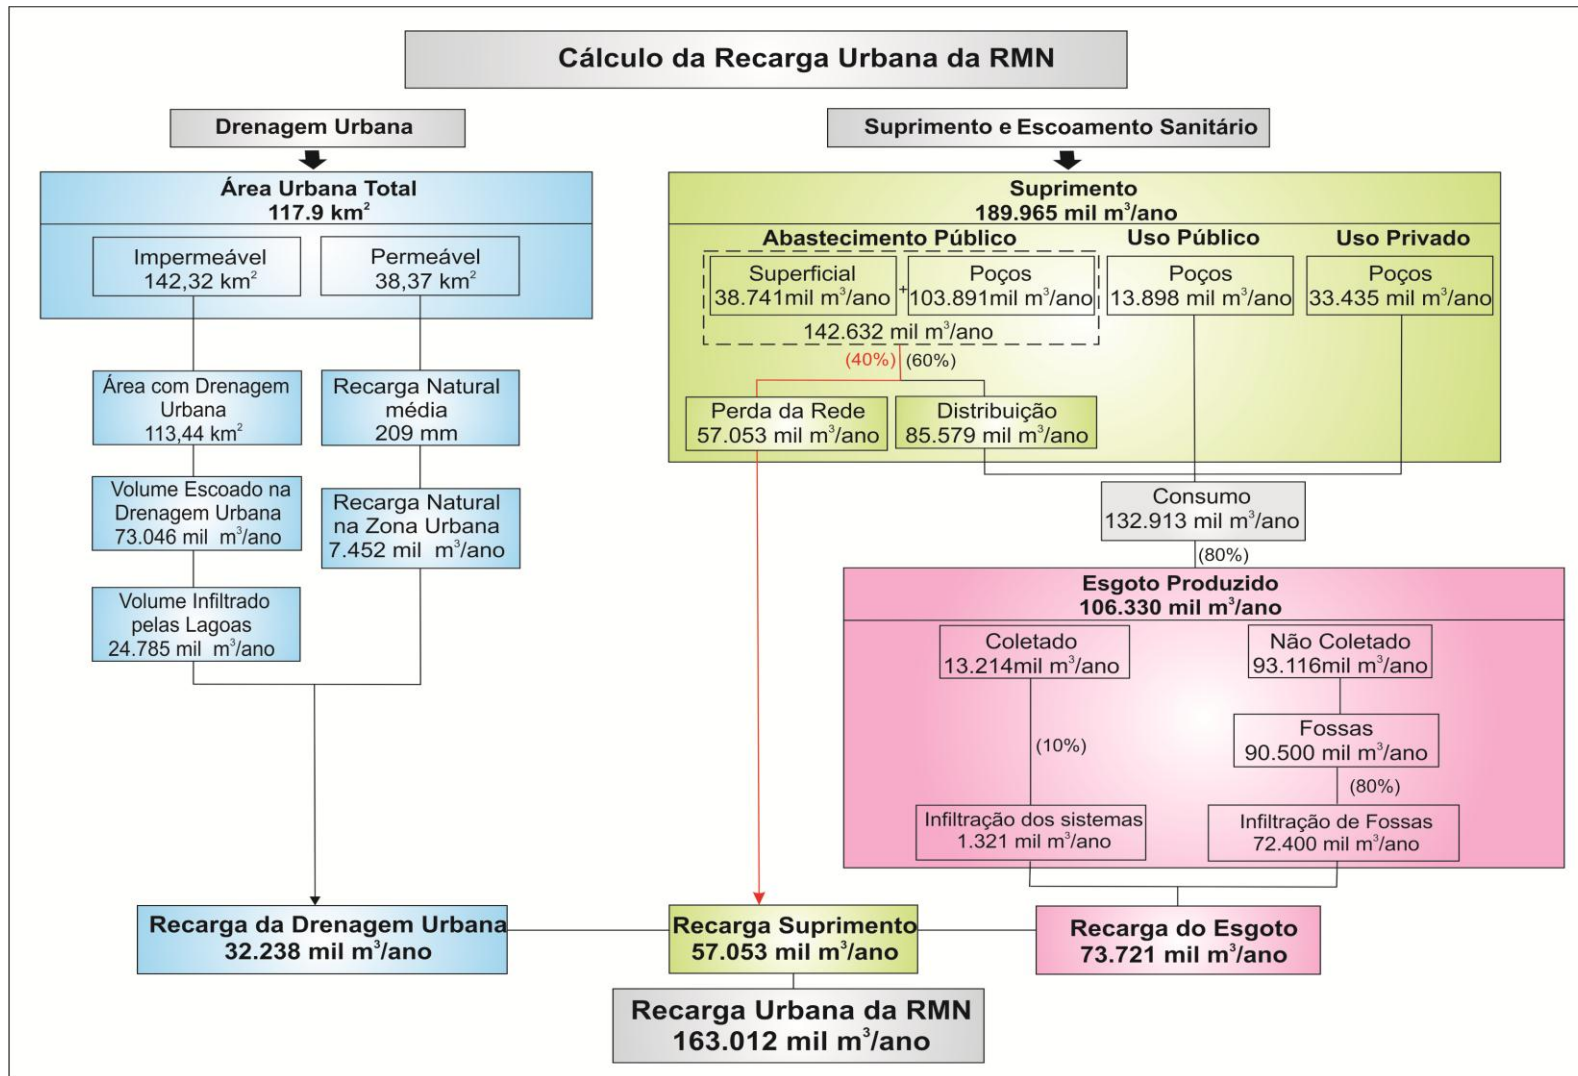 Cálculo da Recarga Urbana da RMN
Drenagem Urbana
Área Urbana Total
117.9 km²
Impermeável
142,32 km²
Permeável
38,37 km²
Área com Drenagem
Urbana
113,44 km²
Recarga Natural
média
209 mm
Volume Escoado na
Drenagem Urbana
73.046 mil m³/ano
Recarga Natural
na Zona Urbana
7.452 mil m³/ano
Volume Infiltrado
pelas Lagoas
24.785 mil m³/ano
Suprimento e Escoamento Sanitário
Suprimento
189.965 mil m³/ano
Abastecimento Público
Uso Público
Uso Privado
Superficial
38.741mil m³/ano
+
Poços
103.891mil m³/ano
Poços
13.898 mil m³/ano
Poços
33.435 mil m³/ano
142.632 mil m³/ano
(40%)
(60%)
Perda da Rede
57.053 mil m³/ano
Distribuição
85.579 mil m³/ano
Consumo
132.913 mil m³/ano
(80%)
Esgoto Produzido
106.330 mil m³/ano
Coletado
13.214mil m³/ano
Não Coletado
93.116mil m³/ano
(10%)
Fossas
90.500 mil m³/ano
(80%)
Infiltração dos sistemas
1.321 mil m³/ano
Infiltração de Fossas
72.400 mil m³/ano
Recarga da Drenagem Urbana
32.238 mil m³/ano
Recarga Suprimento
57.053 mil m³/ano
Recarga do Esgoto
73.721 mil m³/ano
Recarga Urbana da RMN
163.012 mil m³/ano